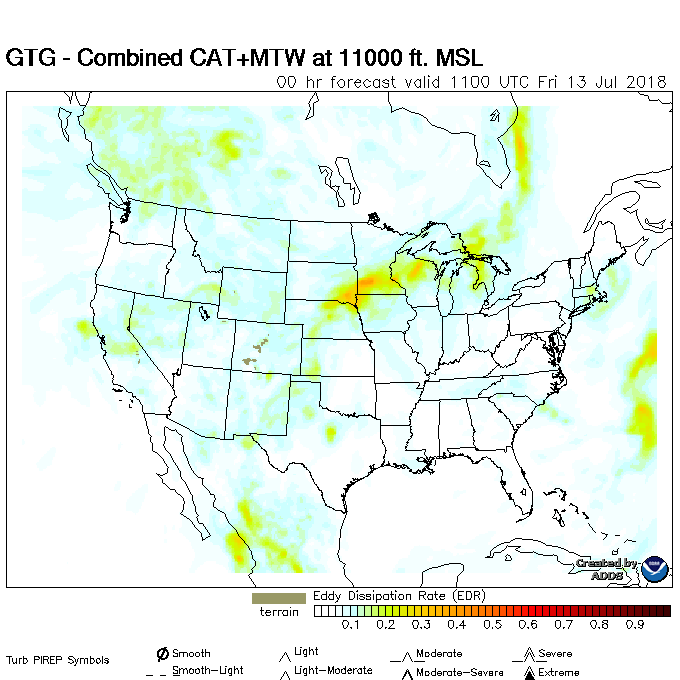 GTG - Combined CAT+MTW at 11000 ft. MSL
00 hr forecast valid 1100 UTC Fri 13 Jul 2018
Created by
ADDS
Eddy Dissipation Rate (EDR)
terrain
0.1 0.2 0.3 0.4 0.5 0.6 0.7 0.8 0.9
Turb PIREP Symbols
Smooth Light Moderate Severe
Smooth-Light Light-Moderate Moderate-Severe Extreme